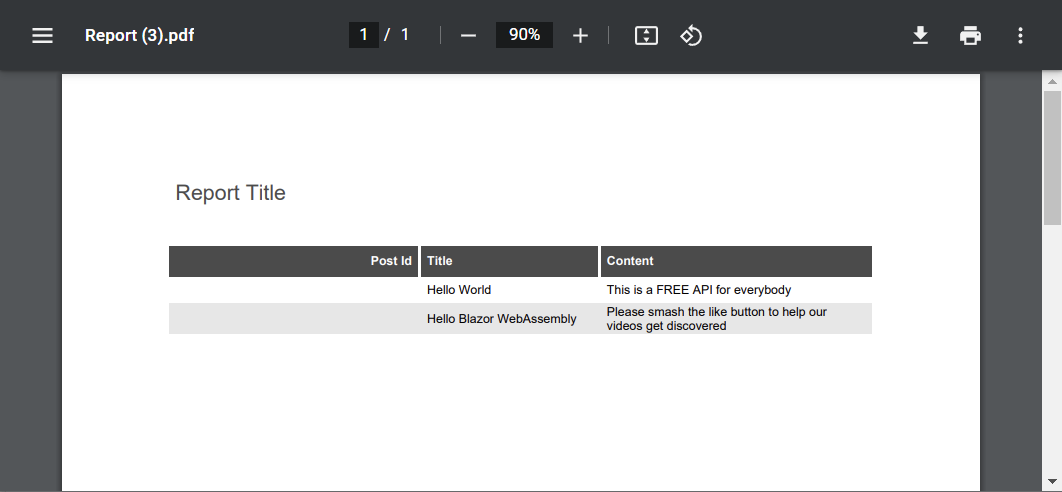 Report (3).pdf 1 / 1 90%
Report Title
Post Id Title Content
Hello World This is a FREE API for everybody
Hello Blazor WebAssembly Please smash the like button to help our
videos get discovered